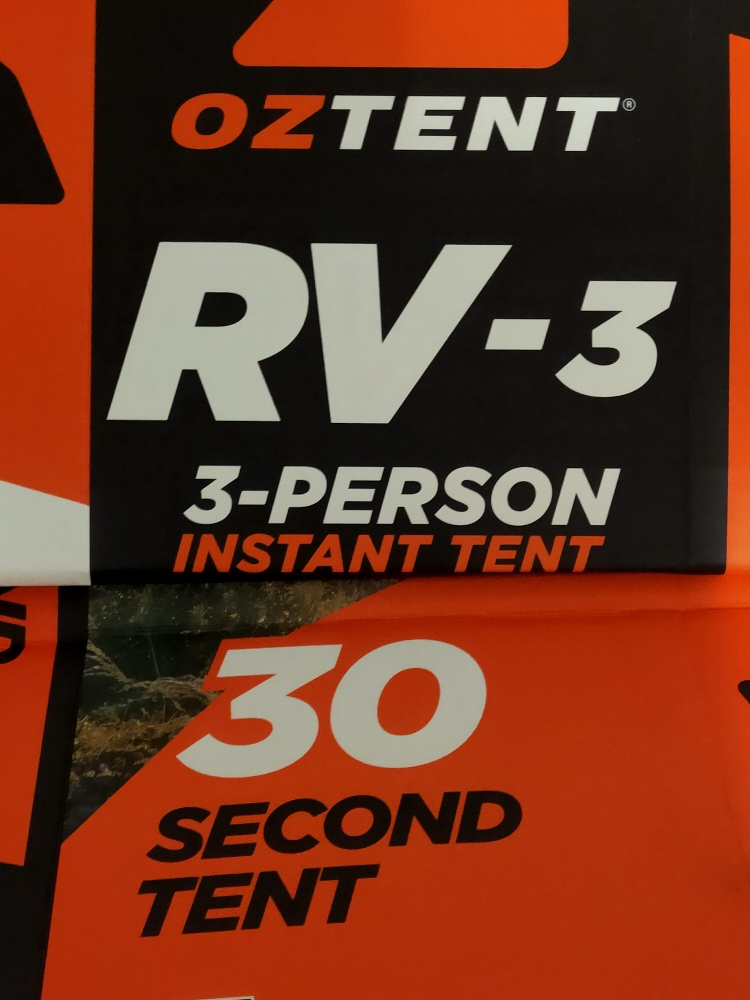 OZTENT®
RV-3
3-PERSON
INSTANT TENT
30
SECOND
TENT